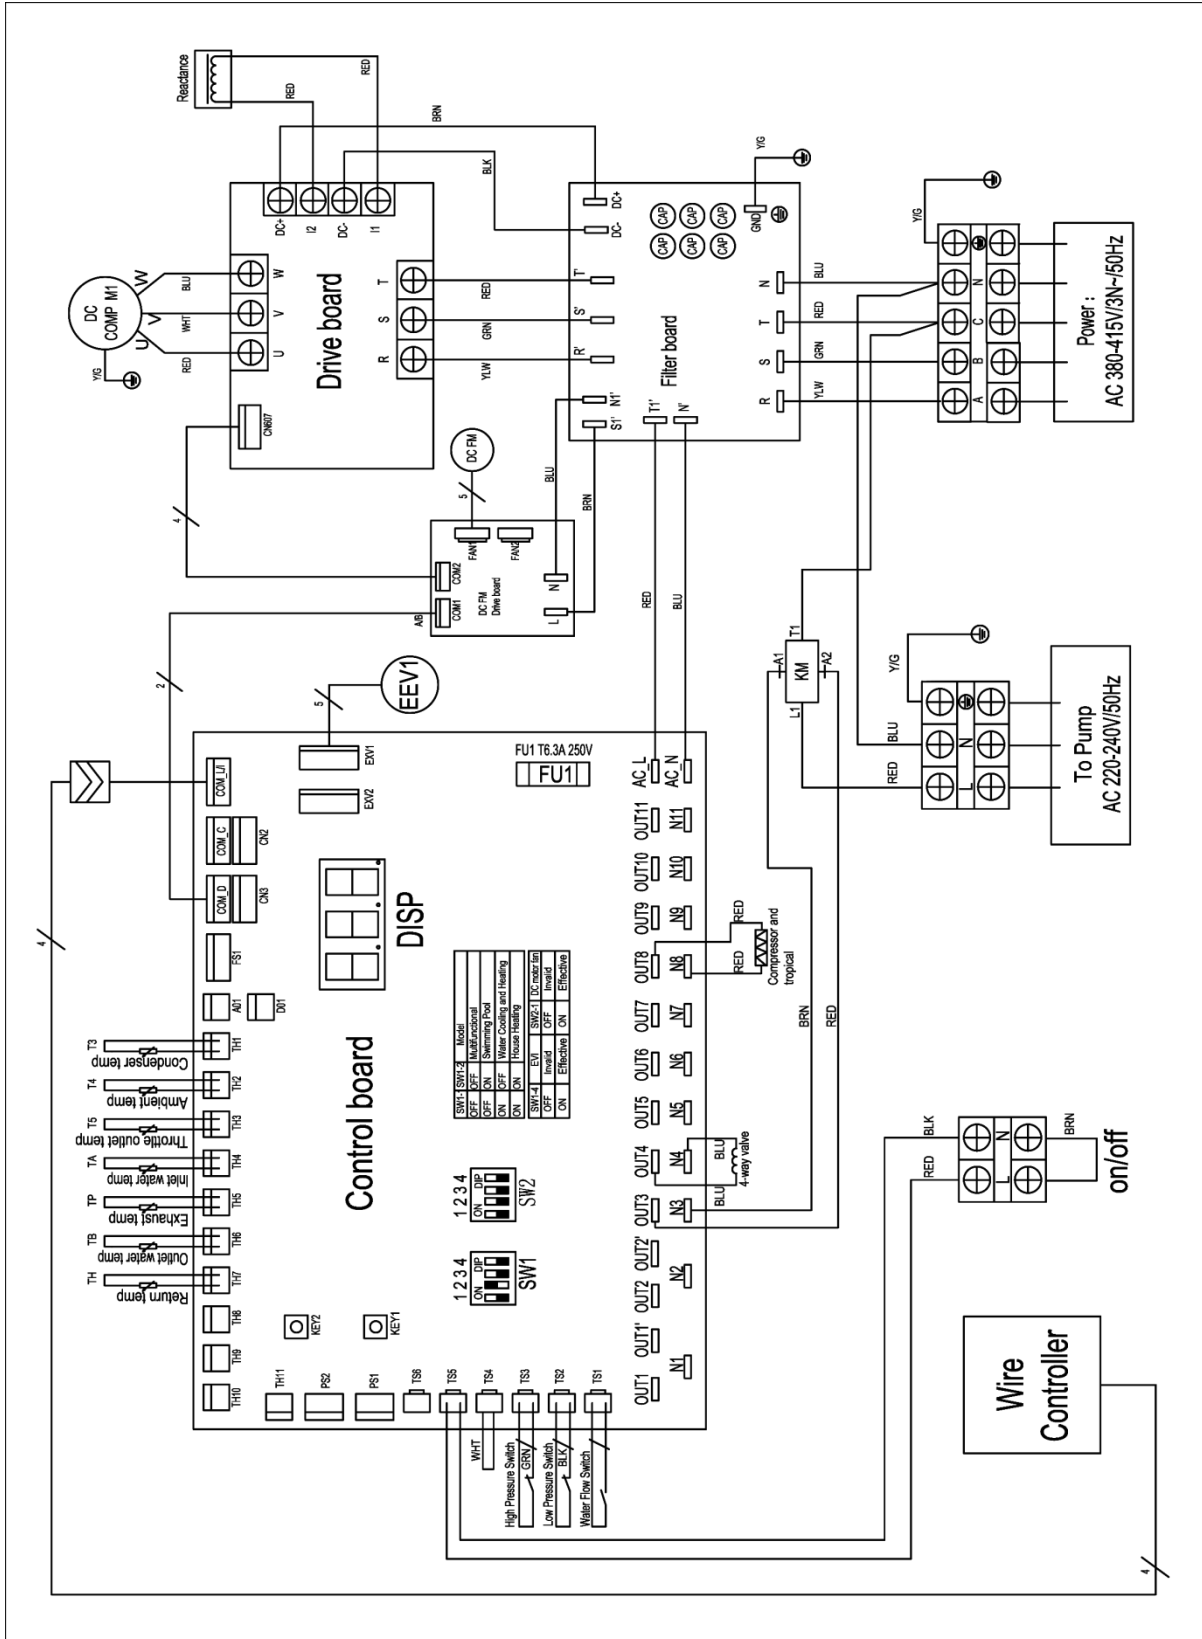 Reactance
RED
RED
BRN
BLK
DC+
I2
DC-
I1
DC
COMP M1
U
V
W
Y/G
RED
WHT
BLU
U
V
W
Drive board
R
S
T
CN607
YLW
GRN
RED
R'
S'
T'
DC-
DC+
N1'
S1'
T1'
N'
Filter board
CAP
CAP
CAP
CAP
CAP
CAP
GND
Y/G
R
S
T
N
YLW
GRN
RED
BLU
Y/G
A
B
C
N
Power :
AC 380-415V/3N~/50Hz
4
DC FM
5
FAN1
FAN2
COM2
COM1
A/B
DC FM
Drive board
L
N
BLU
BRN
2
RED
BLU
EEV1
5
EXV1
EXV2
FU1 T6.3A 250V
FU1
COM_L/I
COM_C
CN2
COM_D
CN3
FS1
A01
D01
DISP
Control board
T3
Condenser temp
TH1
T4
Ambient temp
TH2
T5
Throttle outlet temp
TH3
TA
Inlet water temp
TH4
TP
Exhaust temp
TH5
TB
Outlet water temp
TH6
TH
Return temp
TH7
TH8
TH9
TH10
TH11
PS2
PS1
KEY2
KEY1
SW1-1 SW1-2 Model
OFF OFF Multifunctional
OFF ON Swimming Pool
ON OFF Water Cooling and Heating
ON ON House Heating
SW1-4 EVI SW2-1 DC motor fan
OFF Invalid OFF Invalid
ON Effective ON Effective
1 2 3 4
ON DIP
SW2
1 2 3 4
ON DIP
SW1
TS6
TS5
TS4
TS3
TS2
TS1
WHT
High Pressure Switch
GRN
Low Pressure Switch
BLK
Water Flow Switch
OUT1
OUT1'
N1
OUT2
OUT2'
N2
OUT3
N3
OUT4
N4
OUT5
N5
OUT6
N6
OUT7
N7
OUT8
N8
OUT9
N9
OUT10
N10
OUT11
N11
AC_L
AC_N
BLU
BLU
4-way valve
RED
RED
Compressor and
tropical
BRN
RED
A1
A2
KM
L1
T1
RED
BLU
Y/G
L
N
To Pump
AC 220-240V/50Hz
RED
BLK
L
N
BRN
on/off
Wire
Controller
4
4